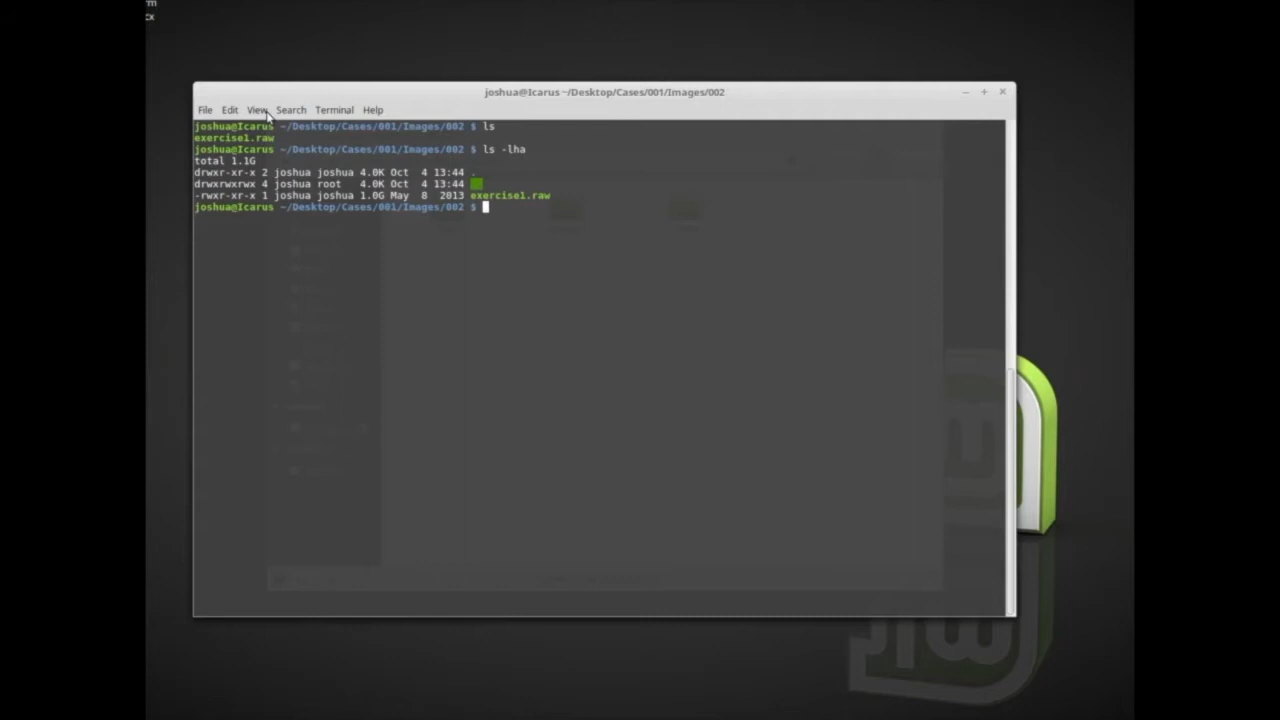 rm
cx
joshua@Icarus ~/Desktop/Cases/001/Images/002
File Edit View Search Terminal Help
joshua@Icarus ~/Desktop/Cases/001/Images/002 $ ls
exercise1.raw
joshua@Icarus ~/Desktop/Cases/001/Images/002 $ ls -lha
total 1.1G
drwxr-xr-x 2 joshua joshua 4.0K Oct  4 13:44 .
drwxrwxrwx 4 joshua root   4.0K Oct  4 13:44
-rwxr-xr-x 1 joshua joshua 1.0G May  8  2013 exercise1.raw
joshua@Icarus ~/Desktop/Cases/001/Images/002 $